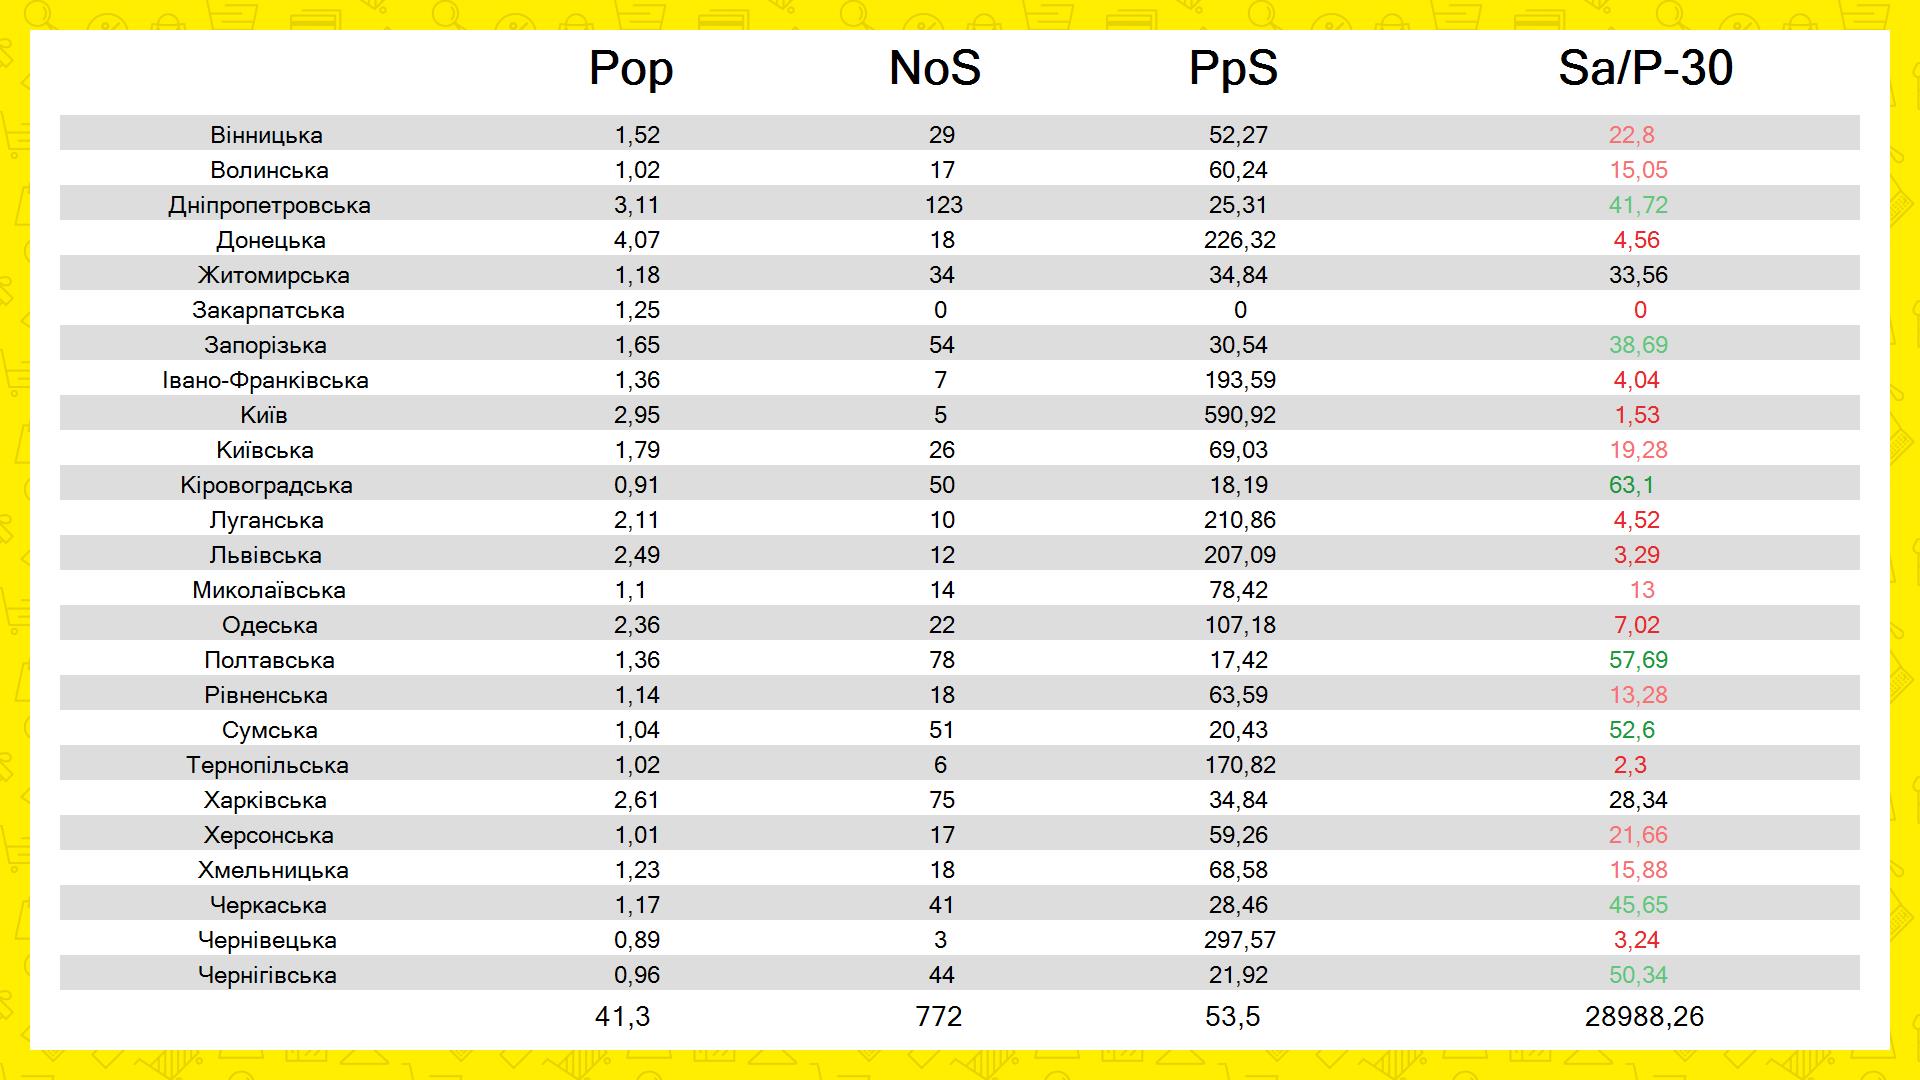 Pop NoS PpS Sa/P-30
Вінницька 1,52 29 52,27 22,8
Волинська 1,02 17 60,24 15,05
Дніпропетровська 3,11 123 25,31 41,72
Донецька 4,07 18 226,32 4,56
Житомирська 1,18 34 34,84 33,56
Закарпатська 1,25 0 0 0
Запорізька 1,65 54 30,54 38,69
Івано-Франківська 1,36 7 193,59 4,04
Київ 2,95 5 590,92 1,53
Київська 1,79 26 69,03 19,28
Кіровоградська 0,91 50 18,19 63,1
Луганська 2,11 10 210,86 4,52
Львівська 2,49 12 207,09 3,29
Миколаївська 1,1 14 78,42 13
Одеська 2,36 22 107,18 7,02
Полтавська 1,36 78 17,42 57,69
Рівненська 1,14 18 63,59 13,28
Сумська 1,04 51 20,43 52,6
Тернопільська 1,02 6 170,82 2,3
Харківська 2,61 75 34,84 28,34
Херсонська 1,01 17 59,26 21,66
Хмельницька 1,23 18 68,58 15,88
Черкаська 1,17 41 28,46 45,65
Чернівецька 0,89 3 297,57 3,24
Чернігівська 0,96 44 21,92 50,34
41,3 772 53,5 28988,26